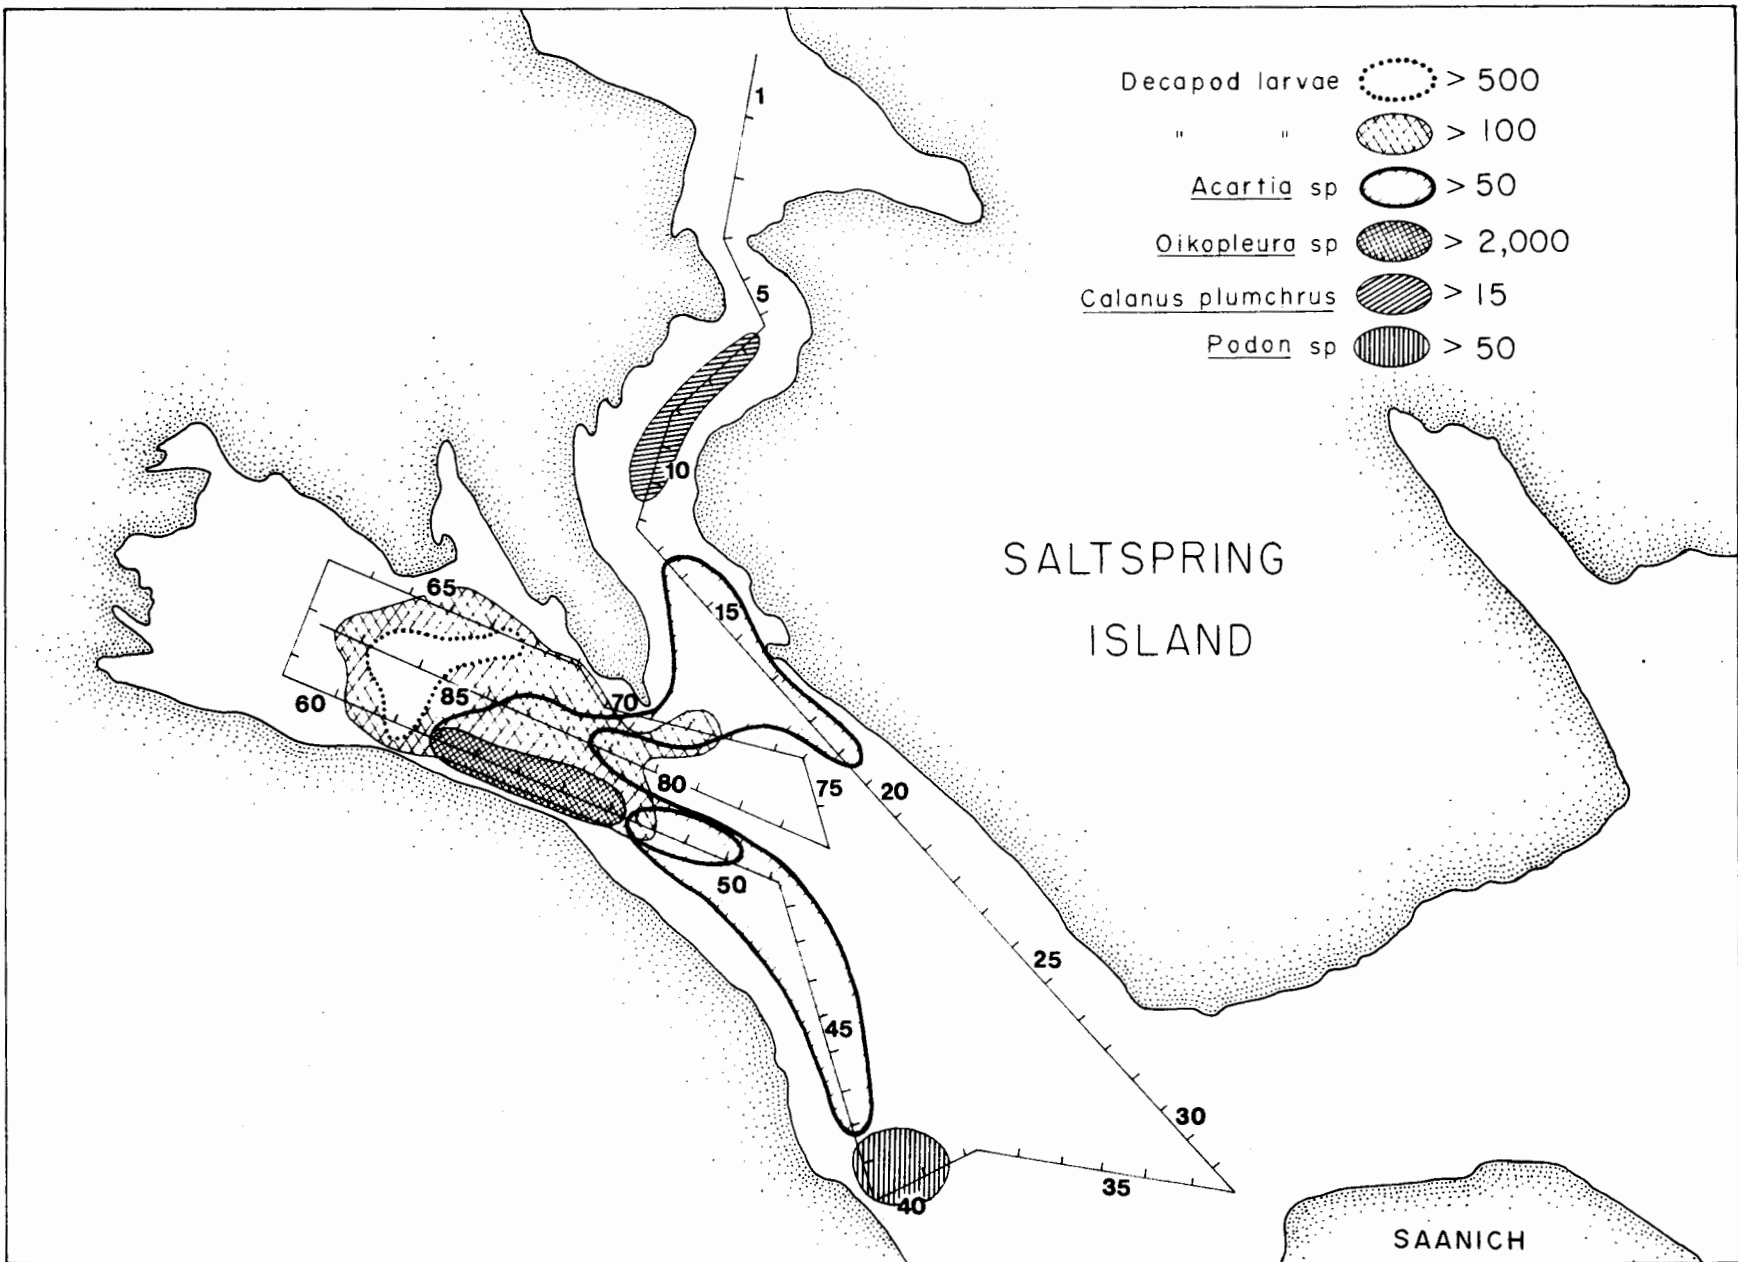 Decapod larvae > 500
" " > 100
Acartia sp > 50
Oikopleura sp > 2,000
Calanus plumchrus > 15
Podon sp > 50
1
5
10
SALTSPRING
ISLAND
65
15
85
70
60
80
75
20
50
25
45
30
35
40
SAANICH